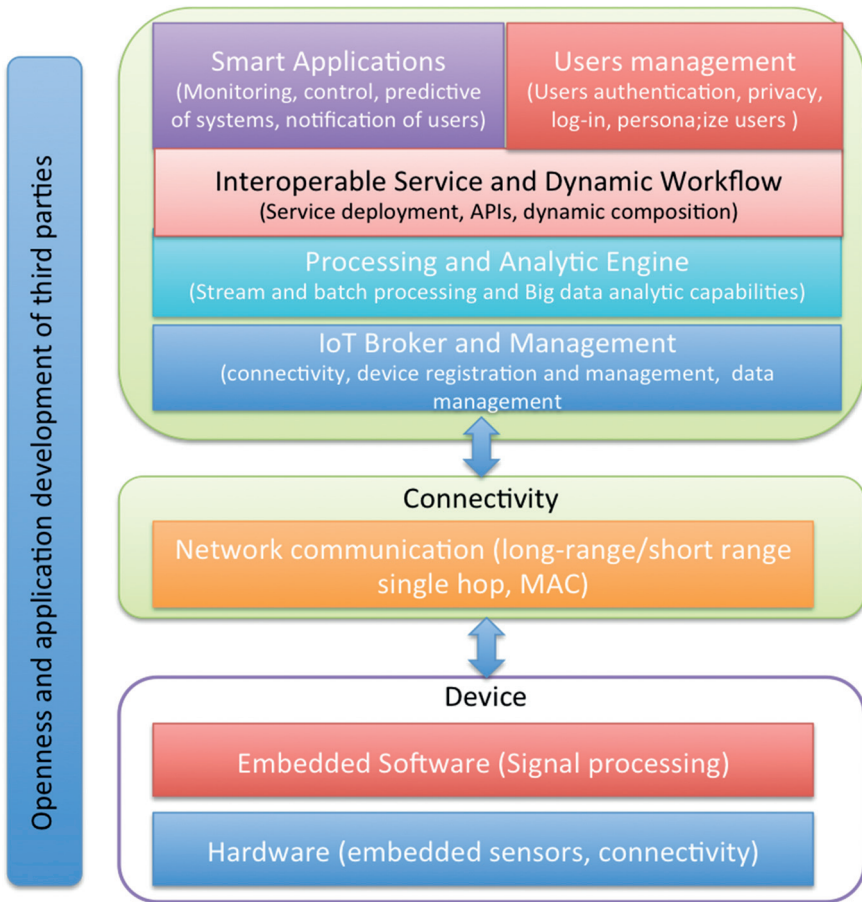 Openness and application development of third parties
Smart Applications
(Monitoring, control, predictive
of systems, notification of users)
Users management
(Users authentication, privacy,
log-in, persona;ize users )
Interoperable Service and Dynamic Workflow
(Service deployment, APIs, dynamic composition)
Processing and Analytic Engine
(Stream and batch processing and Big data analytic capabilities)
IoT Broker and Management
(connectivity, device registration and management, data
management
Connectivity
Network communication (long-range/short range
single hop, MAC)
Device
Embedded Software (Signal processing)
Hardware (embedded sensors, connectivity)